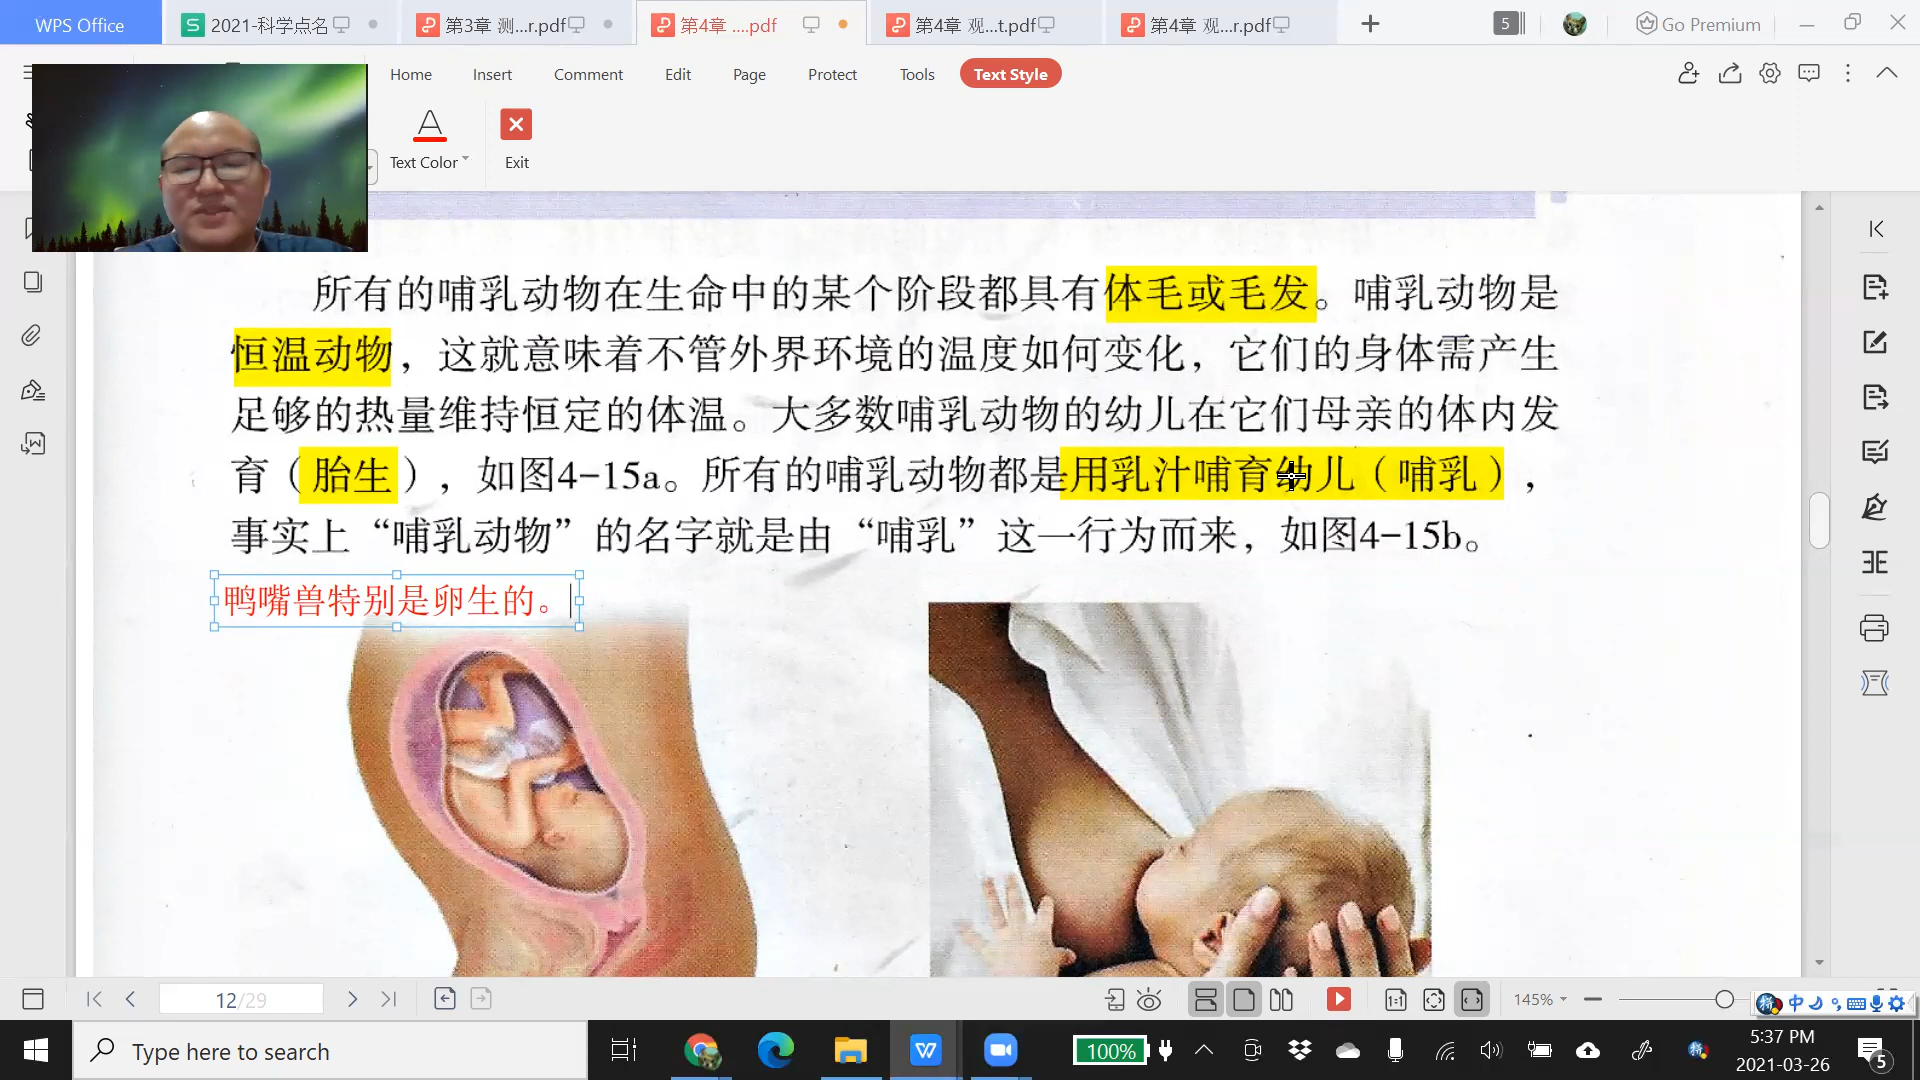 WPS Office
2021-科学点名
第3章 测...r.pdf
第4章 ....pdf
第4章 观...t.pdf
第4章 观...r.pdf
5
Go Premium
Home
Insert
Comment
Edit
Page
Protect
Tools
Text Style
Text Color
Exit
所有的哺乳动物在生命中的某个阶段都具有体毛或毛发。哺乳动物是
恒温动物，这就意味着不管外界环境的温度如何变化，它们的身体需产生
足够的热量维持恒定的体温。大多数哺乳动物的幼儿在它们母亲的体内发
育（胎生），如图4-15a。所有的哺乳动物都是用乳汁哺育幼儿（哺乳），
事实上“哺乳动物”的名字就是由“哺乳”这一行为而来，如图4-15b。
鸭嘴兽特别是卵生的。
12/29
1:1
145%
中
Type here to search
100%
5:37 PM
2021-03-26
5